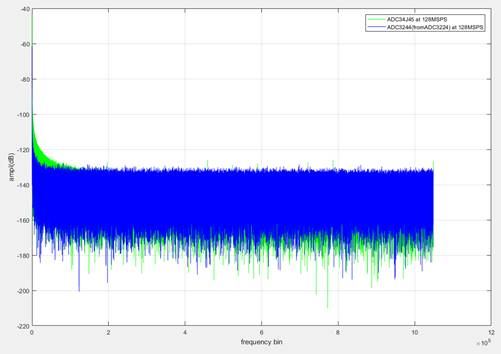 -40
ADC34J45 at 128MSPS
ADC3244(fromADC3224) at 128MSPS
-60
-80
-100
-120
ampl(dB)
-140
-160
-180
-200
-220
0 2 4 6 8 10 12
frequency bin
×10^5